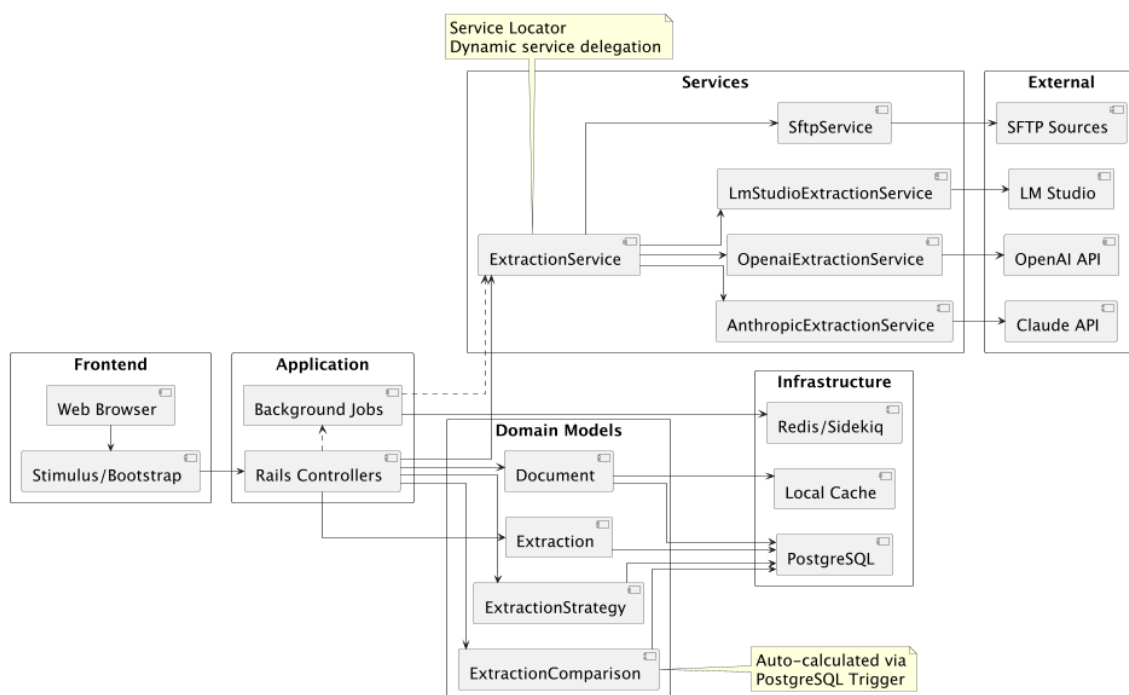 Service Locator
Dynamic service delegation
Services
External
SftpService
SFTP Sources
LmStudioExtractionService
LM Studio
ExtractionService
OpenaiExtractionService
OpenAI API
AnthropicExtractionService
Claude API
Frontend
Application
Infrastructure
Web Browser
Background Jobs
Redis/Sidekiq
Domain Models
Stimulus/Bootstrap
Rails Controllers
Document
Local Cache
Extraction
PostgreSQL
ExtractionStrategy
ExtractionComparison
Auto-calculated via
PostgreSQL Trigger